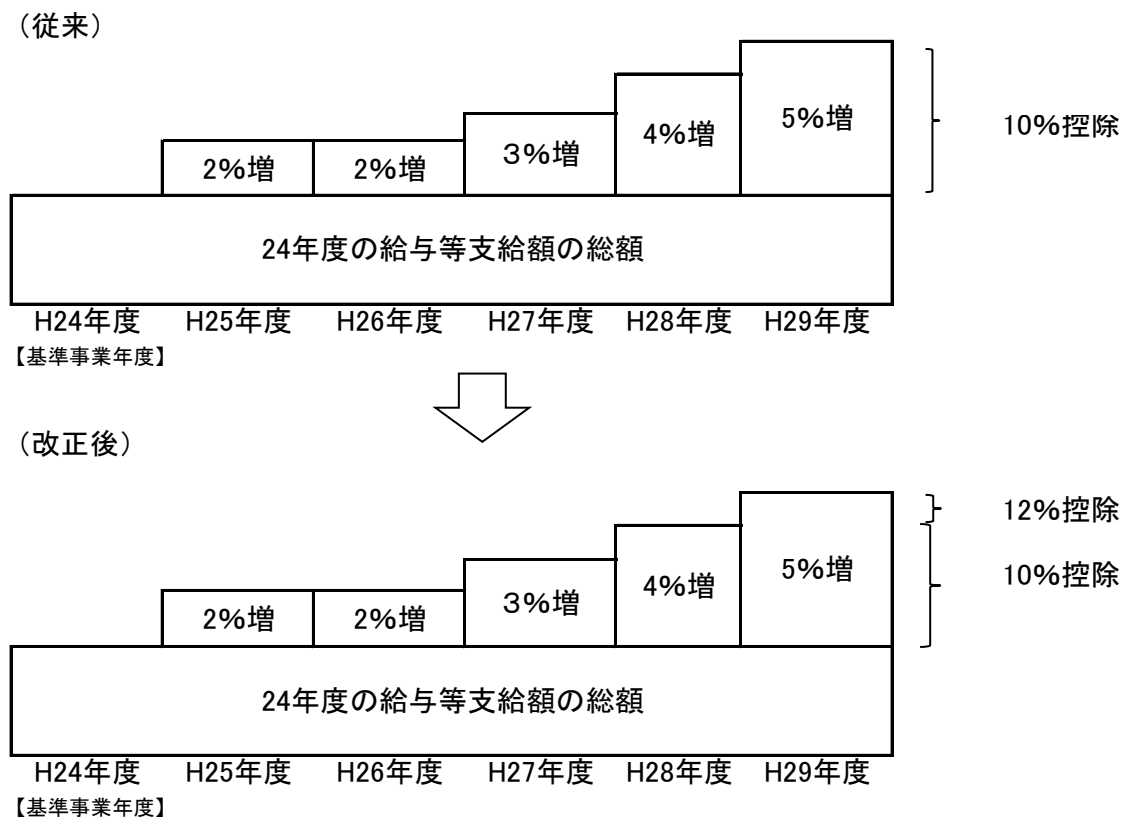 （従来）
2%増
2%増
３%増
4%増
5%増
10%控除
24年度の給与等支給額の総額
H24年度 H25年度 H26年度 H27年度 H28年度 H29年度
【基準事業年度】
（改正後）
2%増
2%増
３%増
4%増
5%増
12%控除
10%控除
24年度の給与等支給額の総額
H24年度 H25年度 H26年度 H27年度 H28年度 H29年度
【基準事業年度】